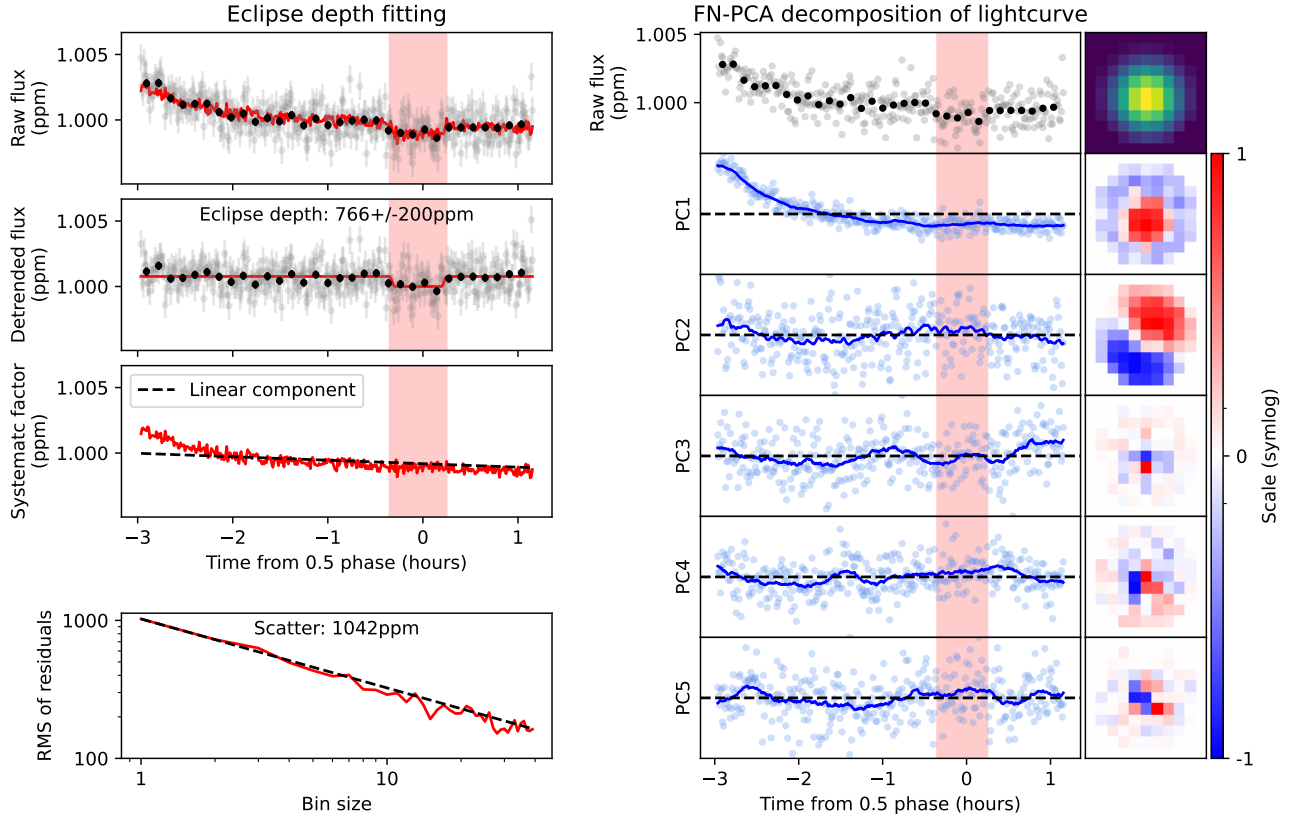 Eclipse depth fitting
Raw flux
(ppm)
1.005
1.000
Detrended flux
(ppm)
1.005
1.000
Eclipse depth: 766+/-200ppm
Systematc factor
(ppm)
1.005
1.000
Linear component
−3 −2 −1 0 1
Time from 0.5 phase (hours)
RMS of residuals
1000
100
Scatter: 1042ppm
1 10
Bin size
FN-PCA decomposition of lightcurve
Raw flux
(ppm)
1.005
1.000
PC1
PC2
PC3
PC4
PC5
−3 −2 −1 0 1
Time from 0.5 phase (hours)
1
0
-1
Scale (symlog)